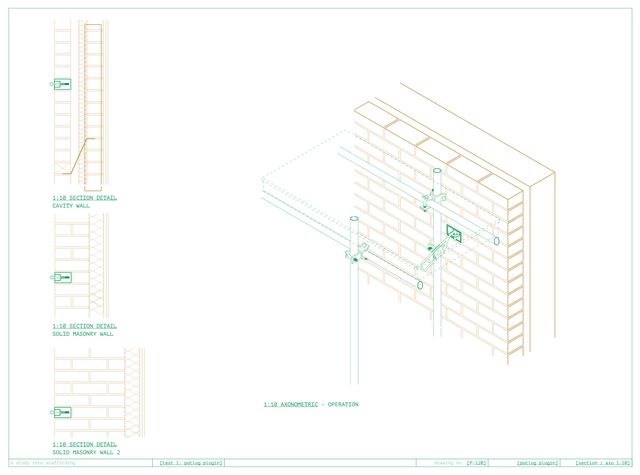 1:10 SECTION DETAIL
CAVITY WALL
1:10 SECTION DETAIL
SOLID MASONRY WALL
1:10 AXONOMETRIC - OPERATION
1:10 SECTION DETAIL
SOLID MASONRY WALL 2
a study into scaffolding
[test 1: putlog plugin]
drawing no. [P-120]
[putlog plugin]
[section / axo 1:10]